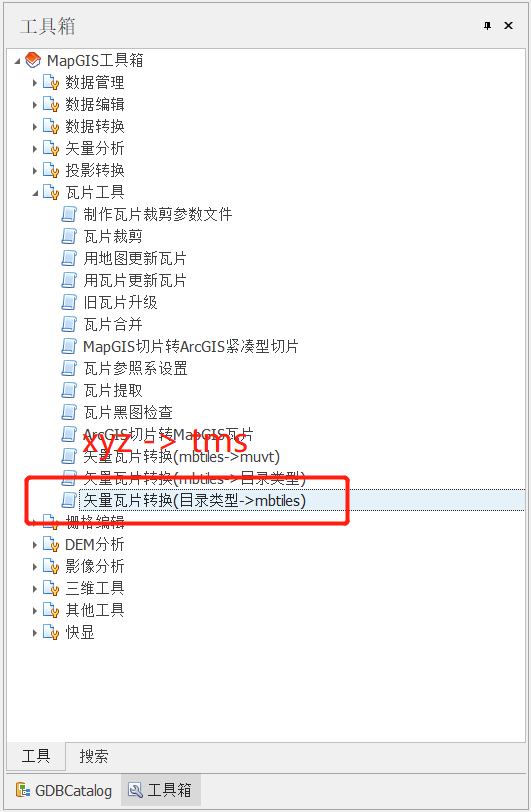 工具箱
MapGIS工具箱
数据管理
数据编辑
数据转换
矢量分析
投影转换
瓦片工具
制作瓦片裁剪参数文件
瓦片裁剪
用地图更新瓦片
用瓦片更新瓦片
旧瓦片升级
瓦片合并
MapGIS切片转ArcGIS紧凑型切片
瓦片参照系设置
瓦片提取
瓦片黑图检查
ArcGIS切片转MapGIS瓦片
xyz -> tms
矢量瓦片转换(mbtiles->muvt)
矢量瓦片转换(mbtiles->目录类型)
矢量瓦片转换(目录类型->mbtiles)
栅格编辑
DEM分析
影像分析
三维工具
其他工具
快显
工具 搜索
GDBCatalog 工具箱